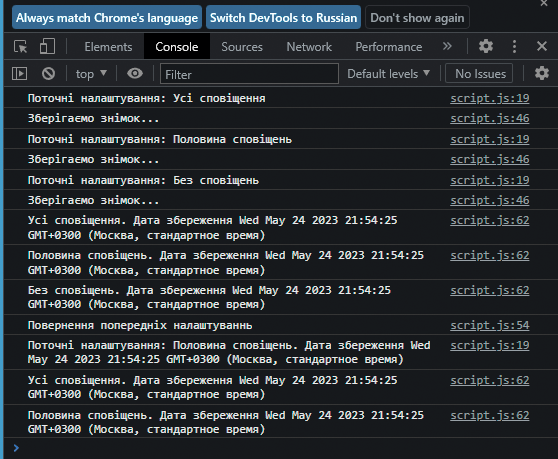 Always match Chrome's language Switch DevTools to Russian Don't show again
Elements Console Sources Network Performance »
top ▼ Filter Default levels ▼ No Issues
Поточні налаштування: Усі сповіщення script.js:19
Зберігаємо знімок... script.js:46
Поточні налаштування: Половина сповіщень script.js:19
Зберігаємо знімок... script.js:46
Поточні налаштування: Без сповіщень script.js:19
Зберігаємо знімок... script.js:46
Усі сповіщення. Дата збереження Wed May 24 2023 21:54:25 script.js:62
GMT+0300 (Москва, стандартное время)
Половина сповіщень. Дата збереження Wed May 24 2023 21:54:25 script.js:62
GMT+0300 (Москва, стандартное время)
Без сповіщень. Дата збереження Wed May 24 2023 21:54:25 script.js:62
GMT+0300 (Москва, стандартное время)
Повернення попередніх налаштуваннь script.js:54
Поточні налаштування: Половина сповіщень. Дата збереження Wed script.js:19
May 24 2023 21:54:25 GMT+0300 (Москва, стандартное время)
Усі сповіщення. Дата збереження Wed May 24 2023 21:54:25 script.js:62
GMT+0300 (Москва, стандартное время)
Половина сповіщень. Дата збереження Wed May 24 2023 21:54:25 script.js:62
GMT+0300 (Москва, стандартное время)